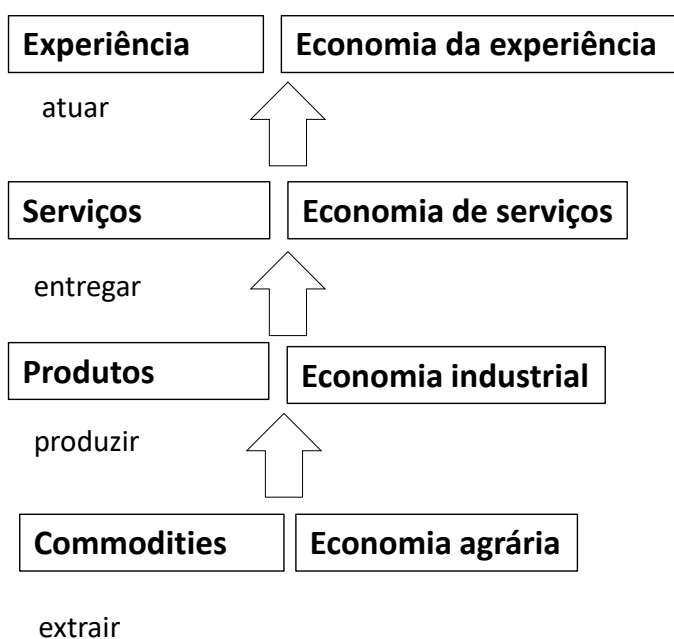 Experiência
Economia da experiência
atuar
Serviços
Economia de serviços
entregar
Produtos
Economia industrial
produzir
Commodities
Economia agrária
extrair